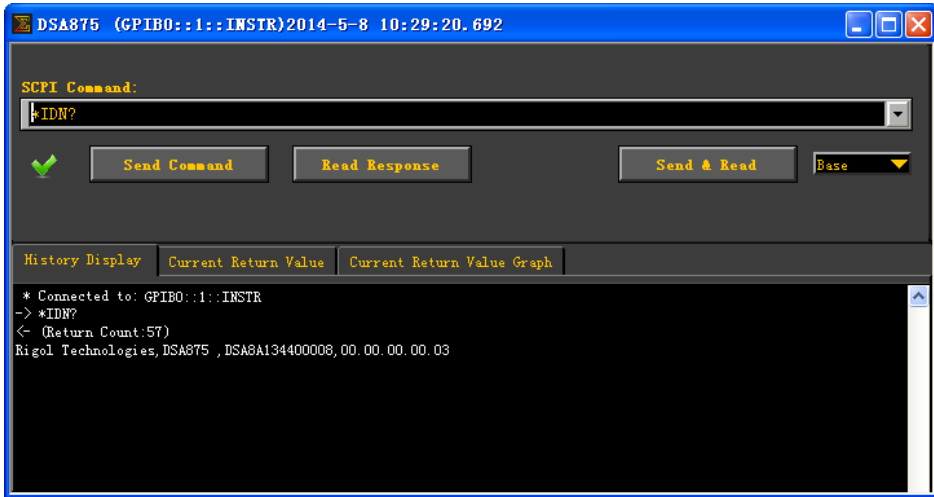 DSA875 (GPIB0::1::INSTR)2014-5-8 10:29:20.692
SCPI Command:
*IDN?
Send Command
Read Response
Send & Read
Base
History Display
Current Return Value
Current Return Value Graph
* Connected to: GPIB0::1::INSTR
-> *IDN?
<- (Return Count:57)
Rigol Technologies,DSA875 ,DSA8A134400008,00.00.00.00.03